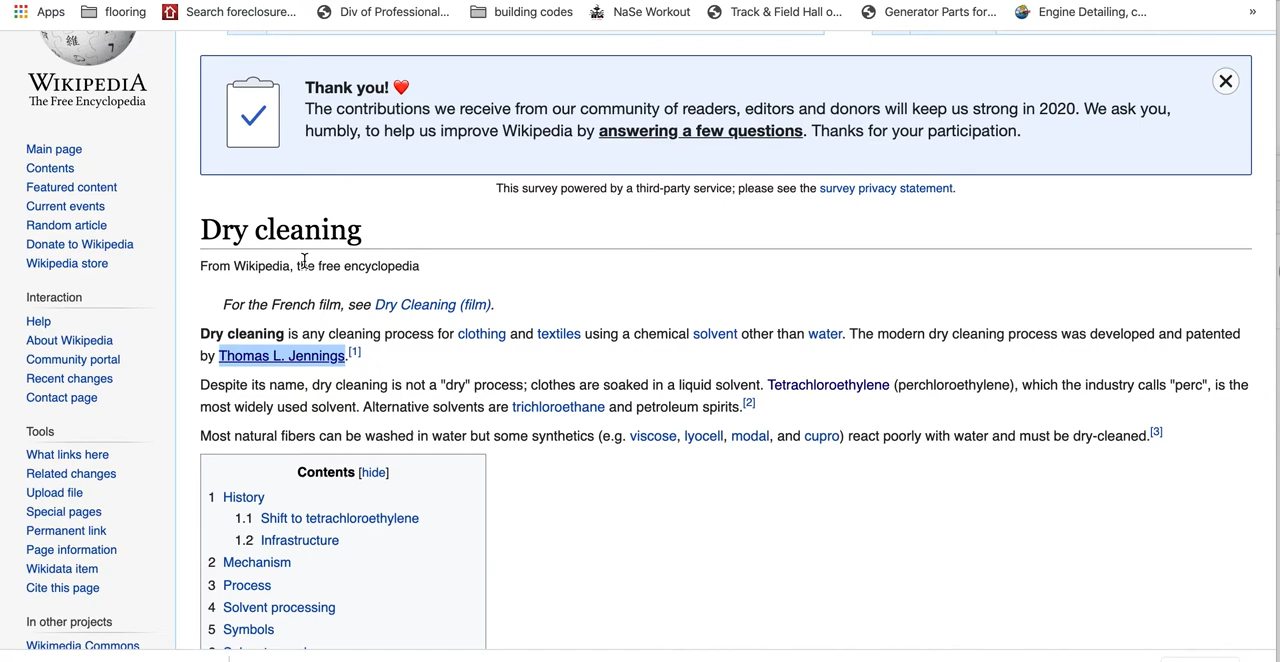 Apps flooring Search foreclosure... Div of Professional... building codes NaSe Workout Track & Field Hall o... Generator Parts for... Engine Detailing, c... »
維
WIKIPEDIA
The Free Encyclopedia
Main page
Contents
Featured content
Current events
Random article
Donate to Wikipedia
Wikipedia store
Interaction
Help
About Wikipedia
Community portal
Recent changes
Contact page
Tools
What links here
Related changes
Upload file
Special pages
Permanent link
Page information
Wikidata item
Cite this page
In other projects
Wikimedia Commons
Thank you! ❤️
The contributions we receive from our community of readers, editors and donors will keep us strong in 2020. We ask you,
humbly, to help us improve Wikipedia by answering a few questions. Thanks for your participation.
This survey powered by a third-party service; please see the survey privacy statement.
Dry cleaning
From Wikipedia, the free encyclopedia
For the French film, see Dry Cleaning (film).
Dry cleaning is any cleaning process for clothing and textiles using a chemical solvent other than water. The modern dry cleaning process was developed and patented
by Thomas L. Jennings.[1]
Despite its name, dry cleaning is not a "dry" process; clothes are soaked in a liquid solvent. Tetrachloroethylene (perchloroethylene), which the industry calls "perc", is the
most widely used solvent. Alternative solvents are trichloroethane and petroleum spirits.[2]
Most natural fibers can be washed in water but some synthetics (e.g. viscose, lyocell, modal, and cupro) react poorly with water and must be dry-cleaned.[3]
Contents [hide]
1 History
1.1 Shift to tetrachloroethylene
1.2 Infrastructure
2 Mechanism
3 Process
4 Solvent processing
5 Symbols